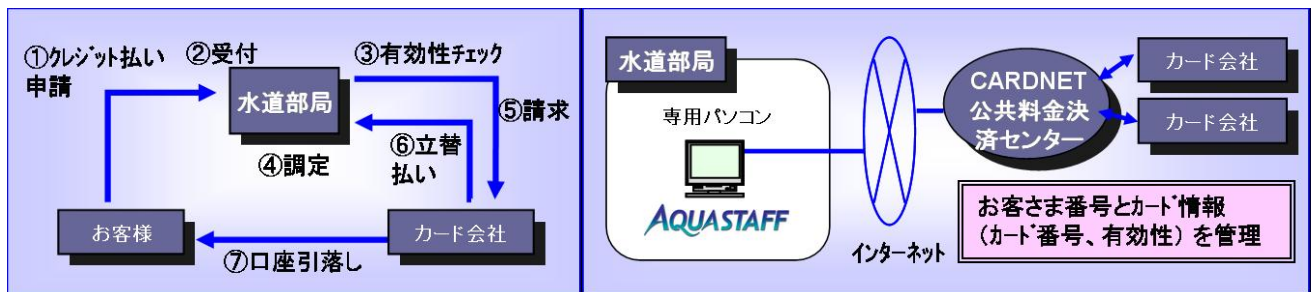 ①クレジット払い
申請
②受付
③有効性チェック
水道部局
⑤請求
⑥立替
払い
④調定
お客様
カード会社
⑦口座引落し
水道部局
専用パソコン
AQUASTAFF
インターネット
CARDNET
公共料金決
済センター
カード会社
カード会社
お客さま番号とカード情報
(カード番号、有効性)を管理